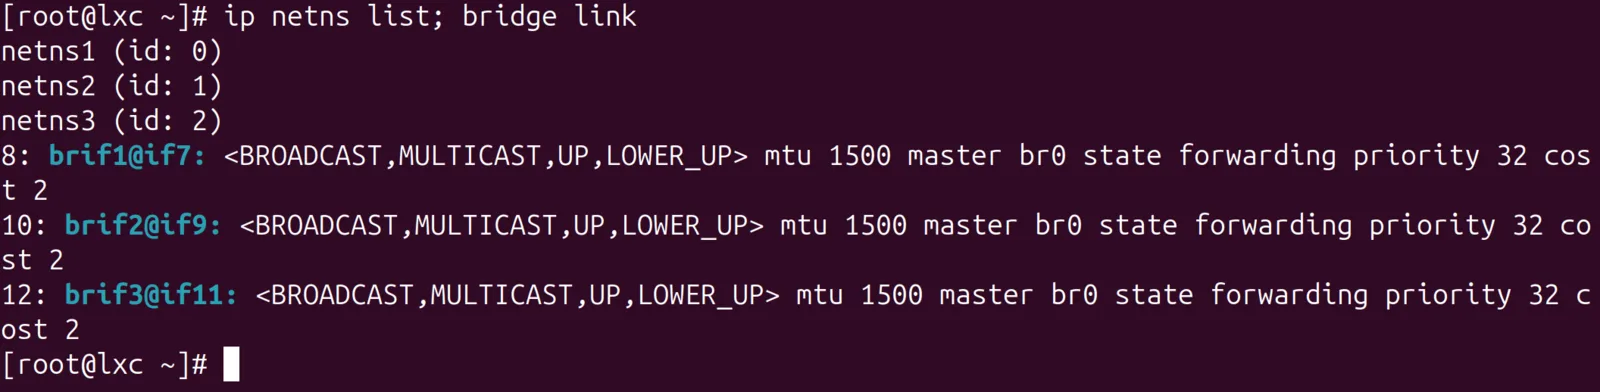 [root@lxc ~]# ip netns list; bridge link
netns1 (id: 0)
netns2 (id: 1)
netns3 (id: 2)
8: brif1@if7: <BROADCAST,MULTICAST,UP,LOWER_UP> mtu 1500 master br0 state forwarding priority 32 cos
t 2
10: brif2@if9: <BROADCAST,MULTICAST,UP,LOWER_UP> mtu 1500 master br0 state forwarding priority 32 co
st 2
12: brif3@if11: <BROADCAST,MULTICAST,UP,LOWER_UP> mtu 1500 master br0 state forwarding priority 32 c
ost 2
[root@lxc ~]#